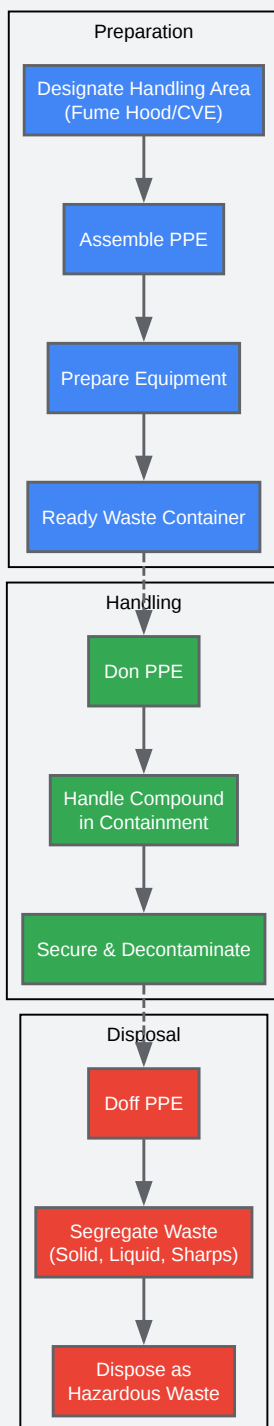 Preparation
Designate Handling Area
(Fume Hood/CVE)
Assemble PPE
Prepare Equipment
Ready Waste Container
Handling
Don PPE
Handle Compound
in Containment
Secure & Decontaminate
Disposal
Doff PPE
Segregate Waste
(Solid, Liquid, Sharps)
Dispose as
Hazardous Waste